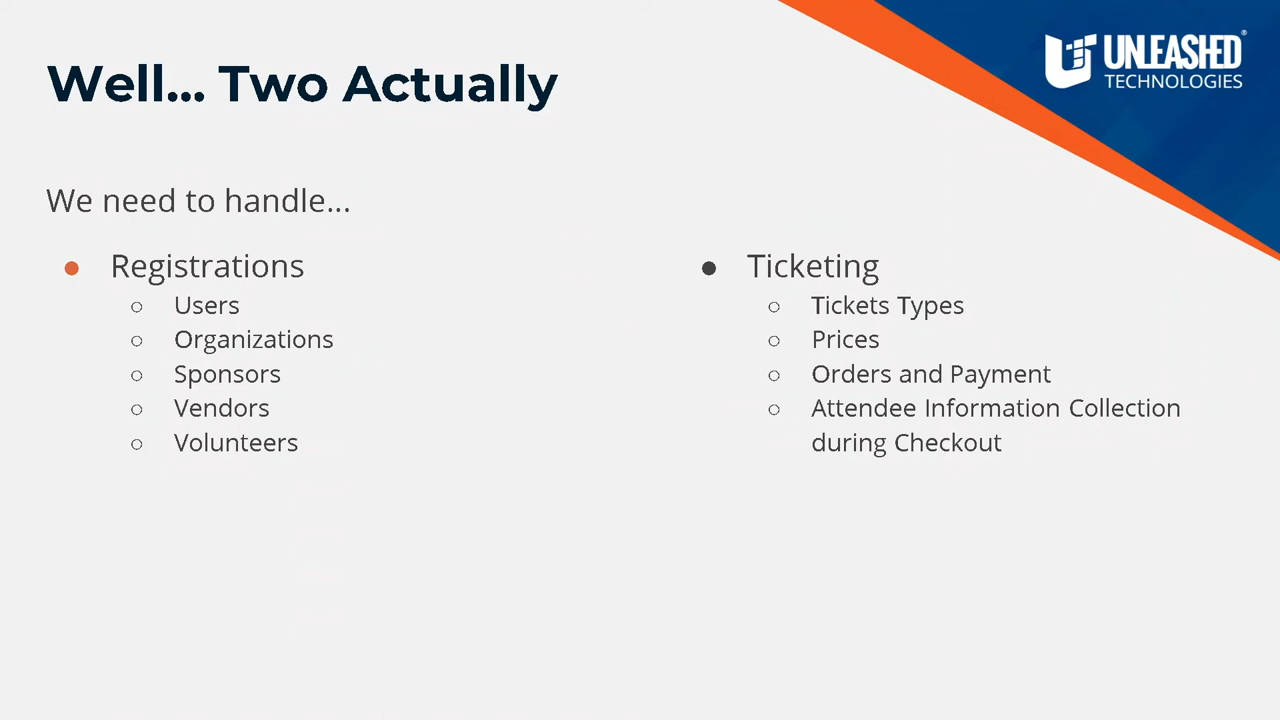 Well... Two Actually
UNLEASHED®
TECHNOLOGIES
We need to handle...
● Registrations
○ Users
○ Organizations
○ Sponsors
○ Vendors
○ Volunteers
● Ticketing
○ Tickets Types
○ Prices
○ Orders and Payment
○ Attendee Information Collection
during Checkout